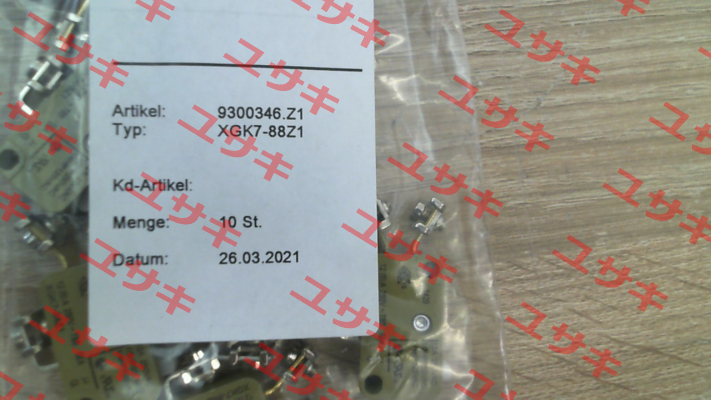 Artikel: 9300346.Z1
Typ: XGK7-88Z1
Kd-Artikel:
Menge: 10 St.
Datum: 26.03.2021
ユサキ